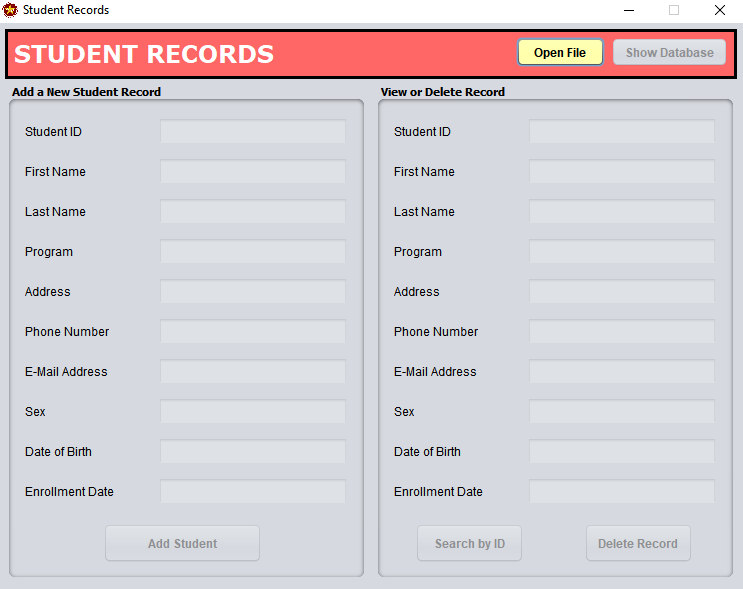 Student Records
STUDENT RECORDS
Open File
Show Database
Add a New Student Record
Student ID
First Name
Last Name
Program
Address
Phone Number
E-Mail Address
Sex
Date of Birth
Enrollment Date
Add Student
View or Delete Record
Student ID
First Name
Last Name
Program
Address
Phone Number
E-Mail Address
Sex
Date of Birth
Enrollment Date
Search by ID
Delete Record